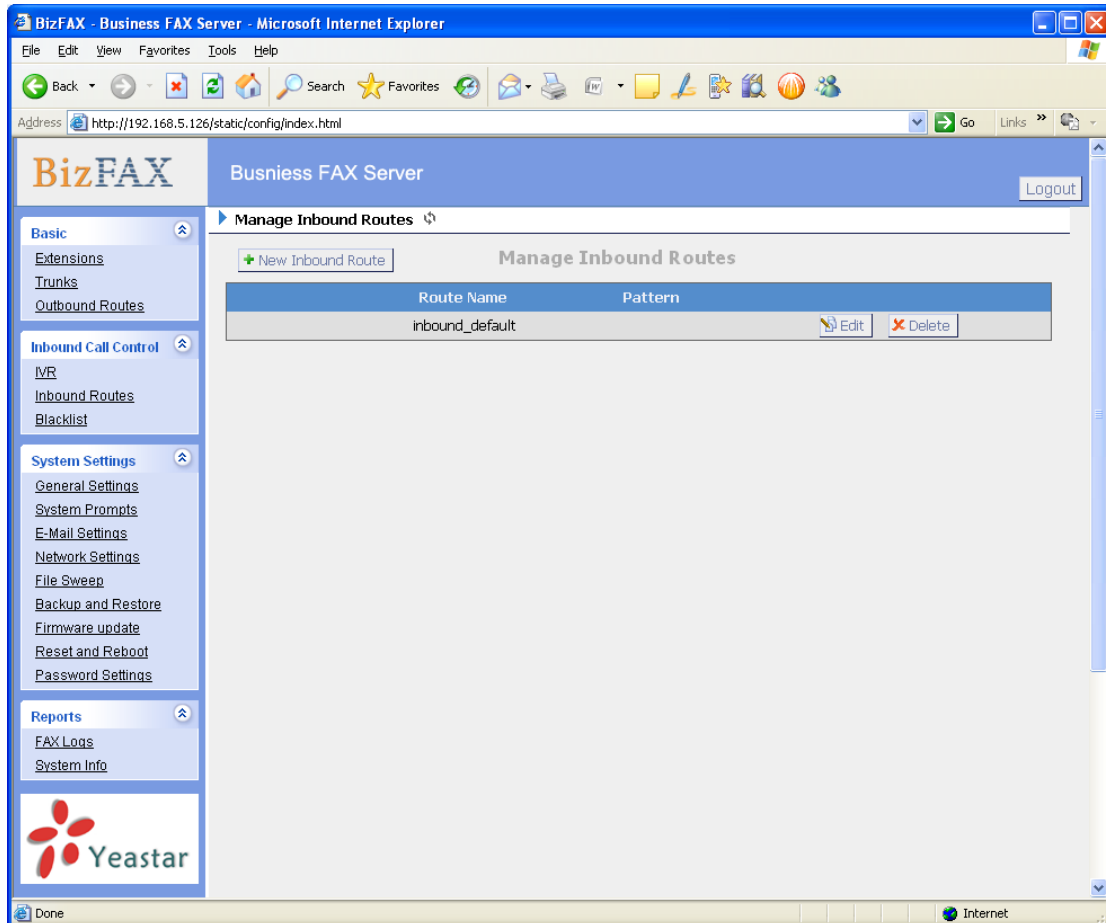 BizFAX - Business FAX Server - Microsoft Internet Explorer
File Edit View Favorites Tools Help
Back Search Favorites
Address http://192.168.5.126/static/config/index.html Go Links »
BizFAX Busniess FAX Server
Logout
Manage Inbound Routes
New Inbound Route Manage Inbound Routes
Route Name Pattern
inbound_default Edit Delete
Basic
Extensions
Trunks
Outbound Routes
Inbound Call Control
IVR
Inbound Routes
Blacklist
System Settings
General Settings
System Prompts
E-Mail Settings
Network Settings
File Sweep
Backup and Restore
Firmware update
Reset and Reboot
Password Settings
Reports
FAX Logs
System Info
Yeastar
Done Internet